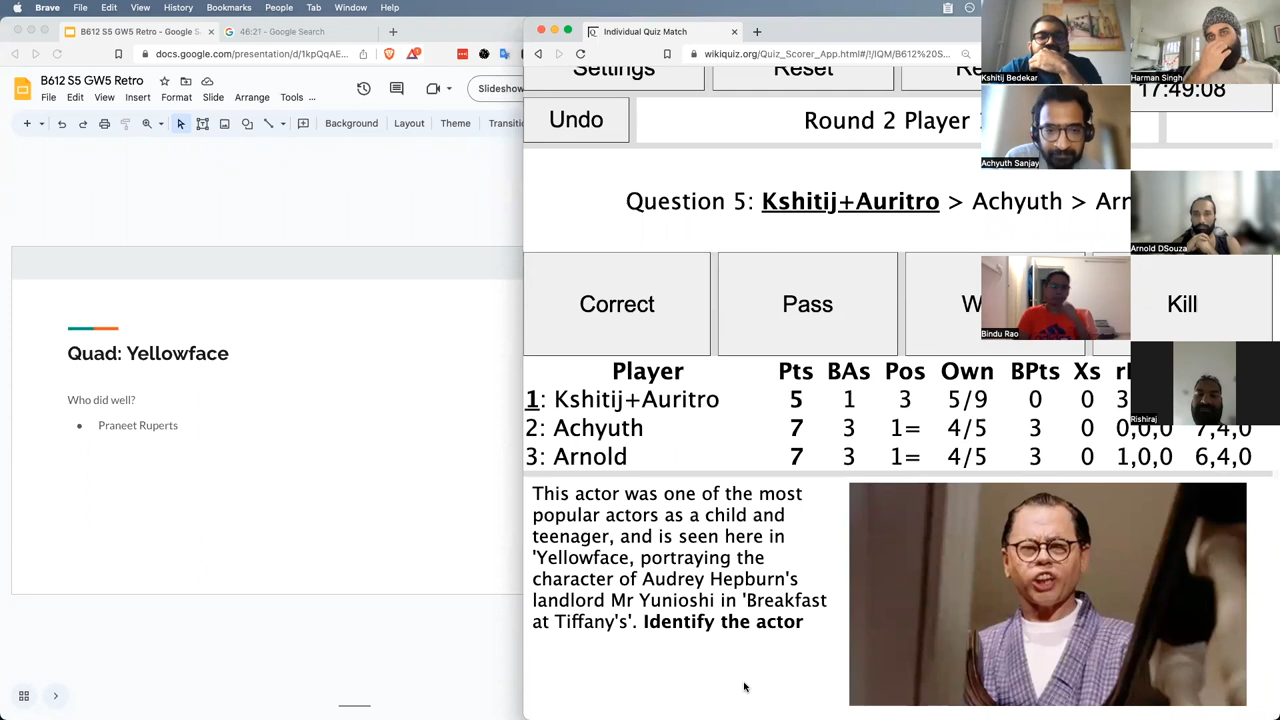 Brave File Edit View History Bookmarks People Tab Window Help
B612 S5 GW5 Retro - Google S
46:21 - Google Search
docs.google.com/presentation/d/1kpQqAE...
B612 S5 GW5 Retro
File Edit View Insert Format Slide Arrange Tools ...
Slideshow
Background Layout Theme
Quad: Yellowface
Who did well?
● Praneet Ruperts
Individual Quiz Match
wikiquiz.org/Quiz_Scorer_App.html#/!/IQM/B612%20S...
Settings Reset
17:49:08
Undo
Round 2 Player
Question 5: Kshitij+Auritro > Achyuth >
Correct Pass Kill
Player Pts BAs Pos Own BPts Xs
1: Kshitij+Auritro 5 1 3 5/9 0 0
2: Achyuth 7 3 1= 4/5 3 0 0,0,0 7,4,0
3: Arnold 7 3 1= 4/5 3 0 1,0,0 6,4,0
This actor was one of the most
popular actors as a child and
teenager, and is seen here in
'Yellowface, portraying the
character of Audrey Hepburn's
landlord Mr Yunioshi in 'Breakfast
at Tiffany's'. Identify the actor
Kshitij Bedekar
Harman Singh
Achyuth Sanjay
Arnold DSouza
Bindu Rao
Rishiraj